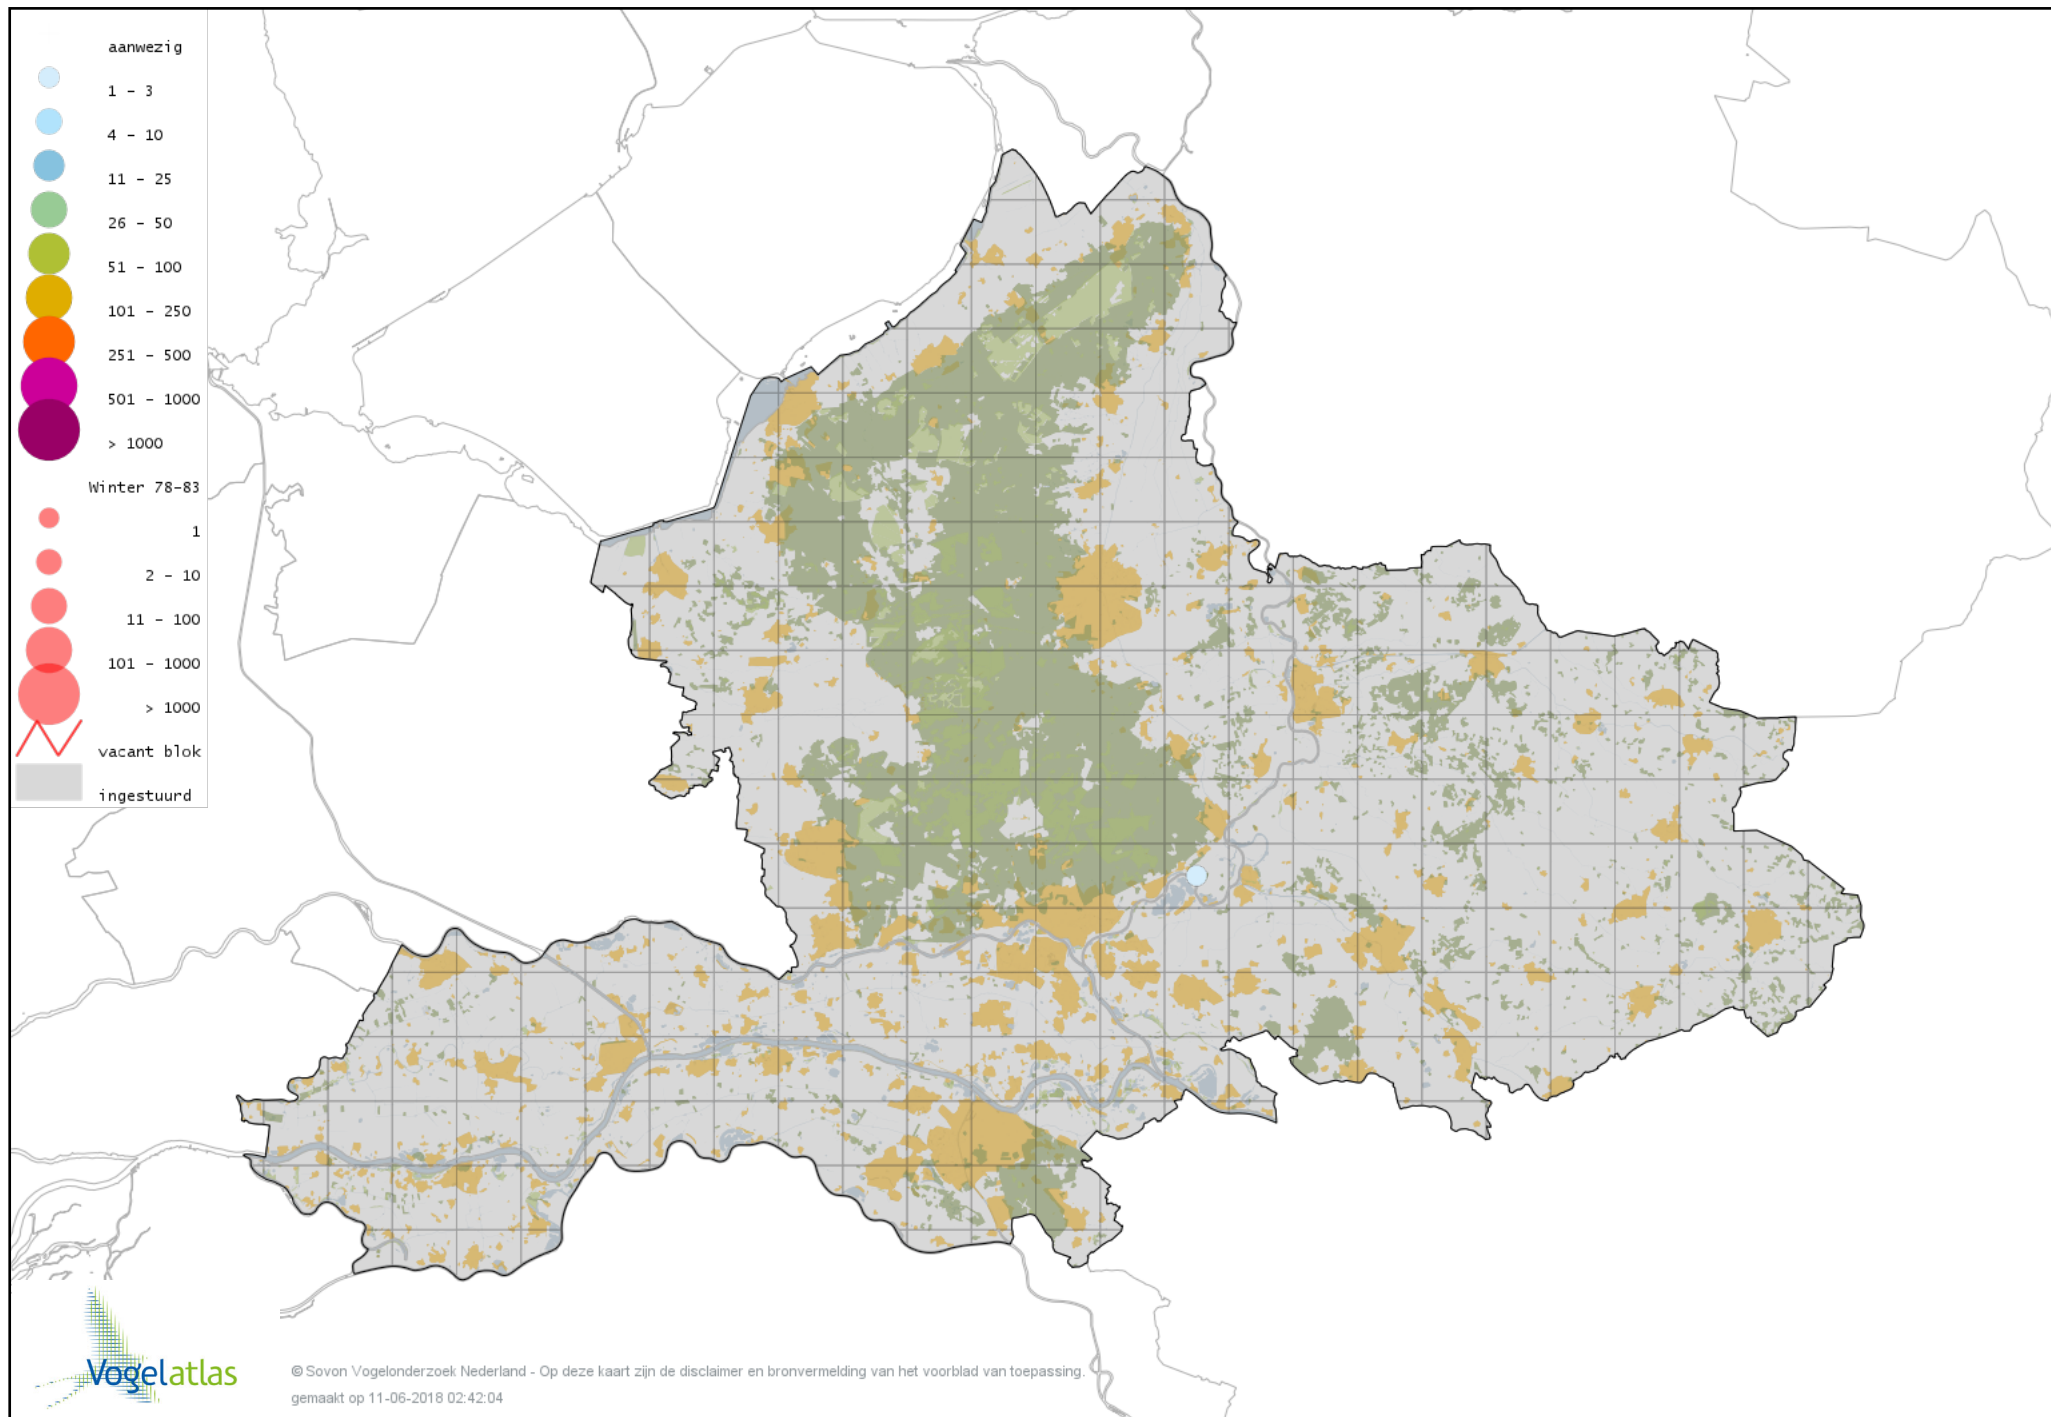 aanwezig
1 - 3
4 - 10
11 - 25
26 - 50
51 - 100
101 - 250
251 - 500
501 - 1000
> 1000
Winter 78-83
1
2 - 10
11 - 100
101 - 1000
> 1000
vacant blok
ingestuurd
Vogelatlas
© Sovon Vogelonderzoek Nederland - Op deze kaart zijn de disclaimer en bronvermelding van het voorblad van toepassing.
gemaakt op 11-06-2018 02:42:04